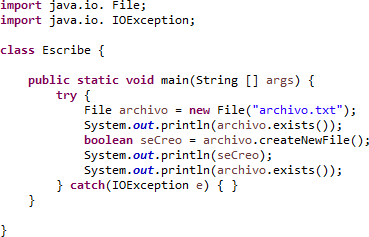 import java.io. File;
import java.io. IOException;
class Escribe {
public static void main(String [] args) {
try {
File archivo = new File("archivo.txt");
System.out.println(archivo.exists());
boolean seCreo = archivo.createNewFile();
System.out.println(seCreo);
System.out.println(archivo.exists());
} catch(IOException e) { }
}
}